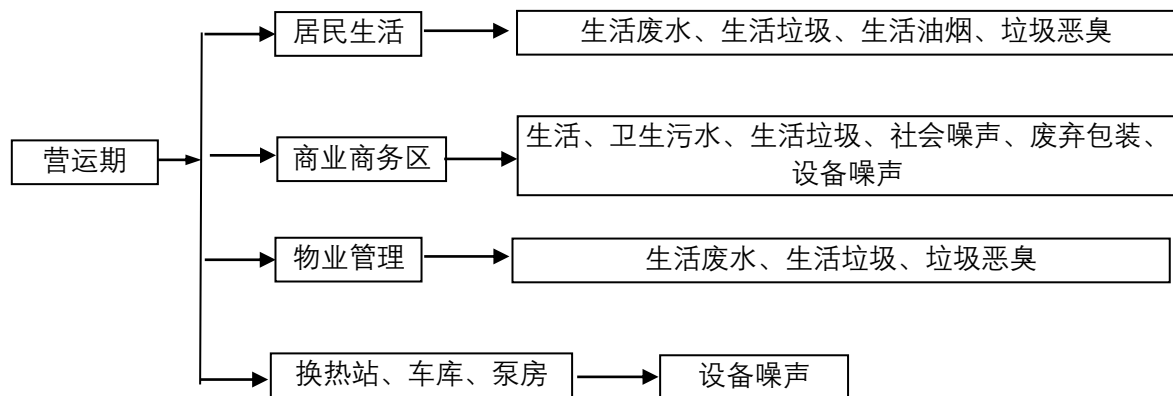 居民生活
生活废水、生活垃圾、生活油烟、垃圾恶臭
营运期
商业商务区
生活、卫生污水、生活垃圾、社会噪声、废弃包装、
设备噪声
物业管理
生活废水、生活垃圾、垃圾恶臭
换热站、车库、泵房
设备噪声